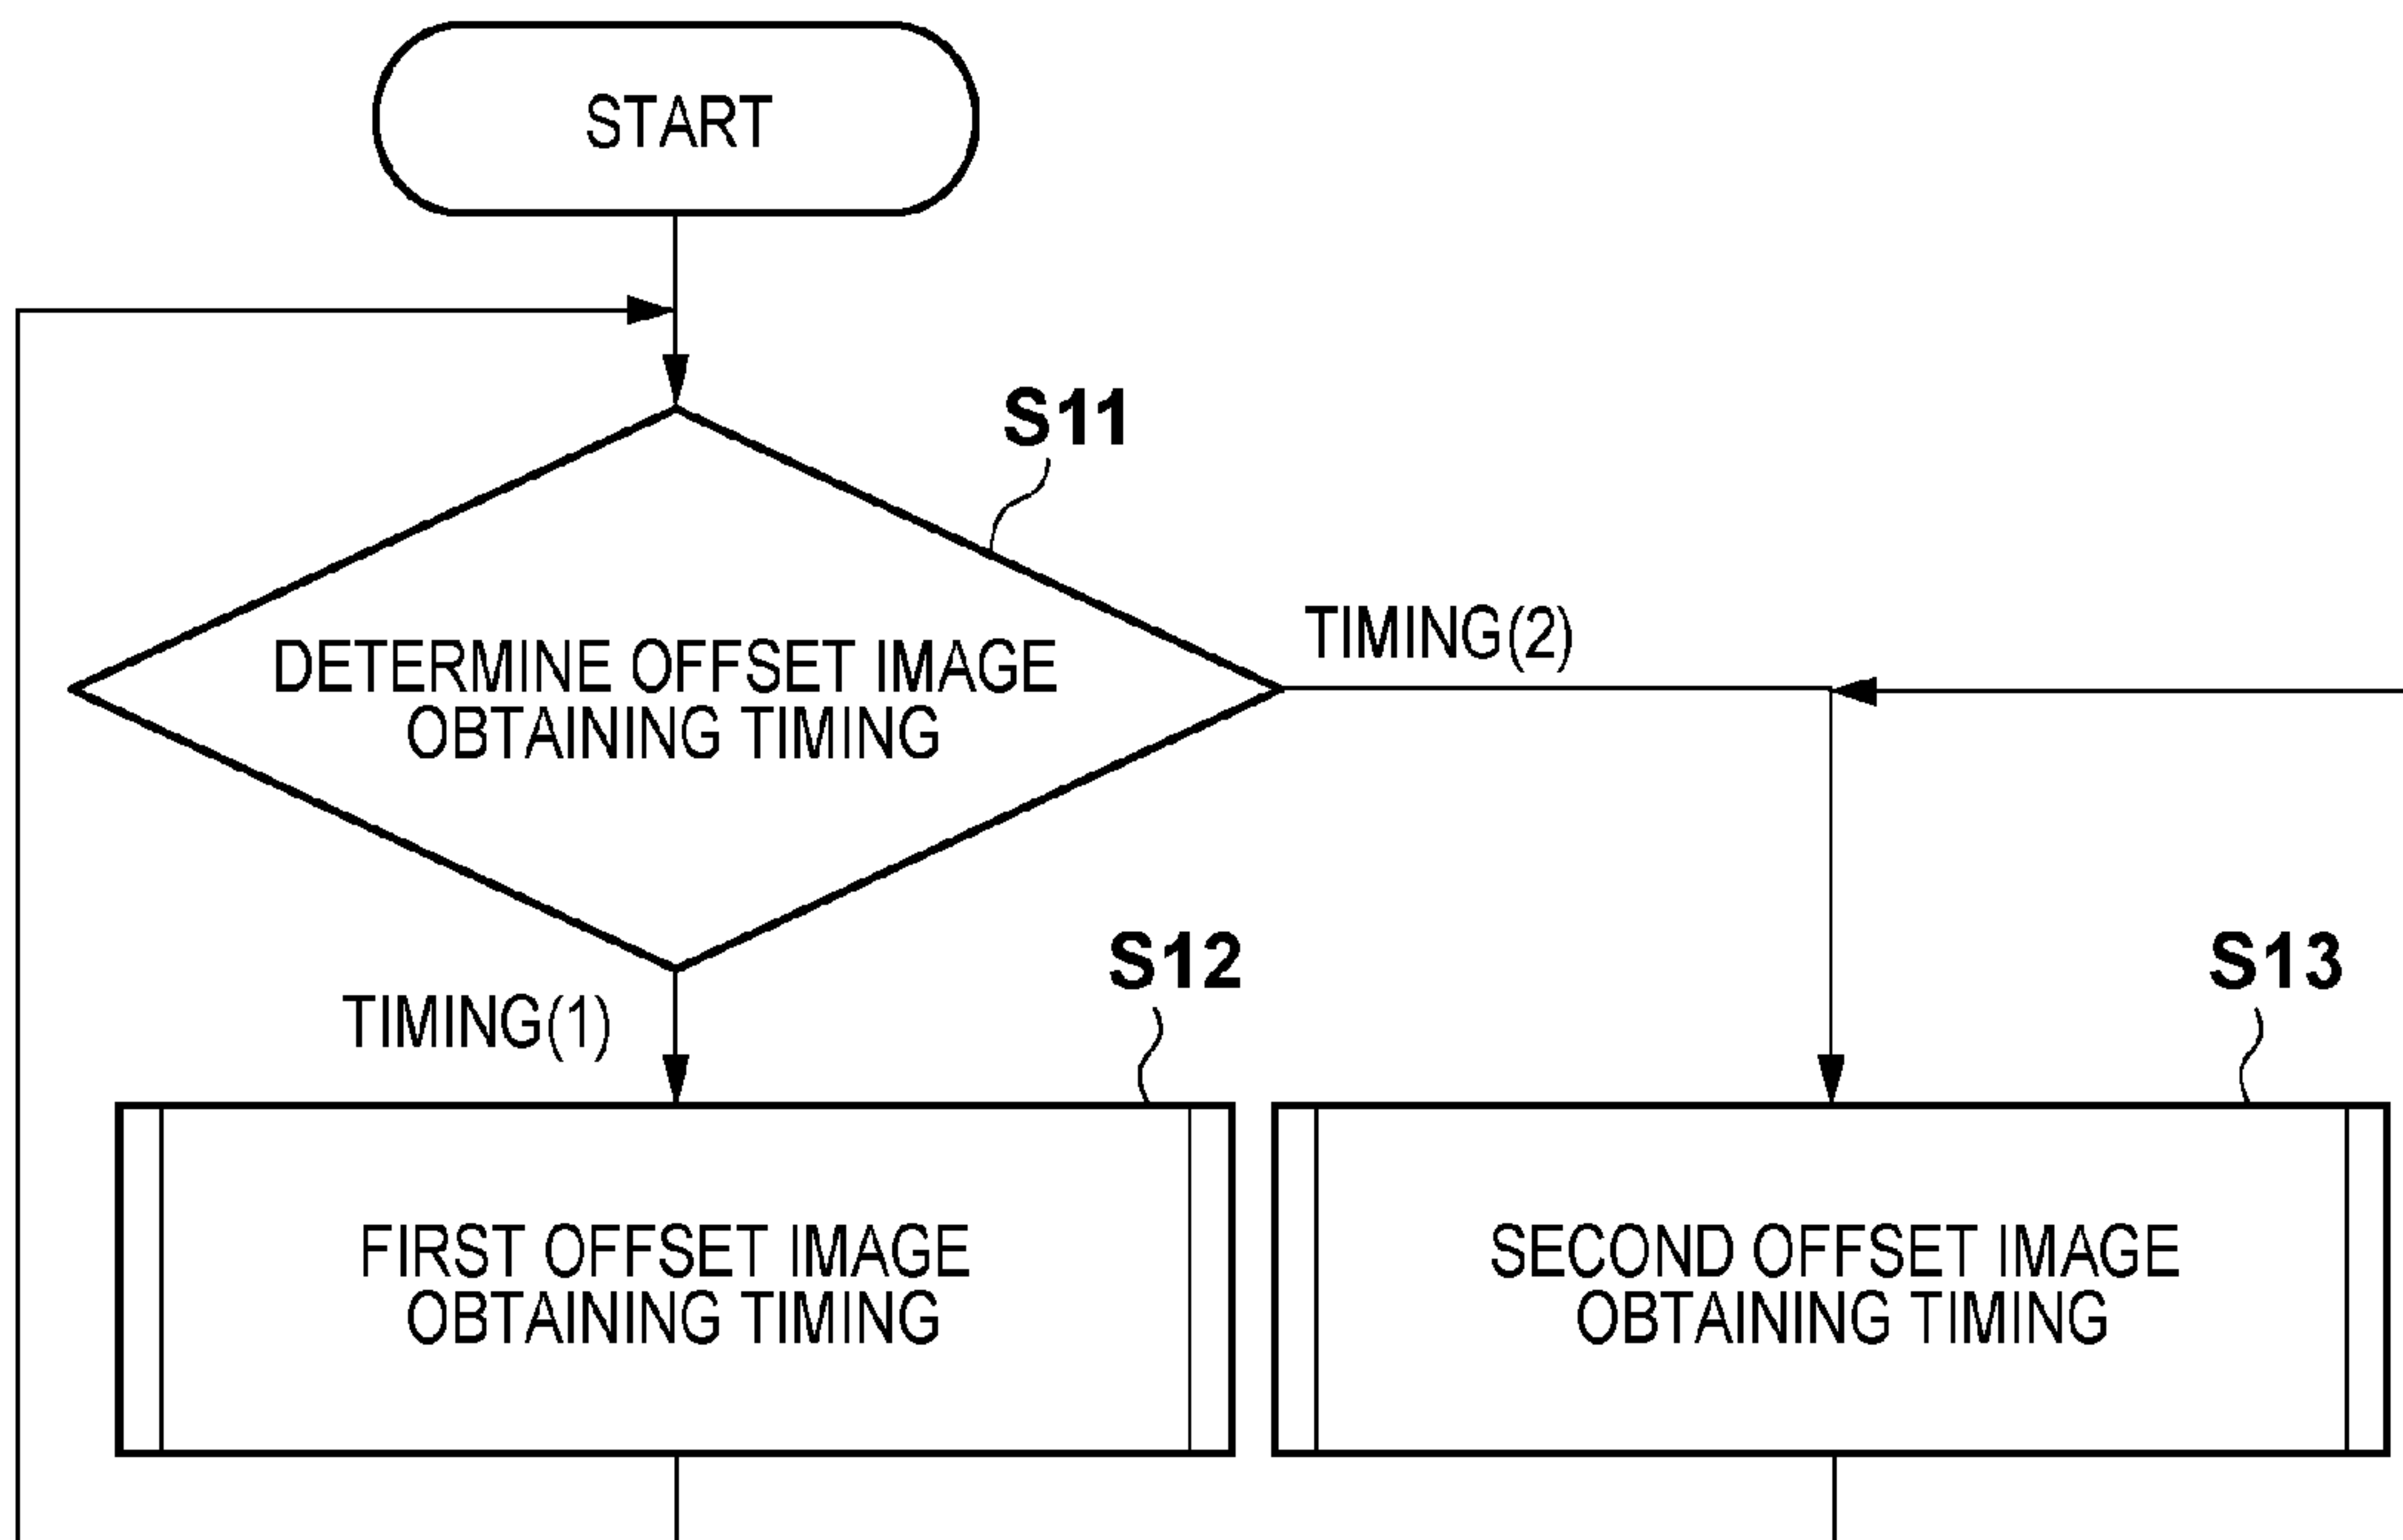 START
S11
DETERMINE OFFSET IMAGE
OBTAINING TIMING
TIMING(2)
TIMING(1)
S12
S13
FIRST OFFSET IMAGE
OBTAINING TIMING
SECOND OFFSET IMAGE
OBTAINING TIMING